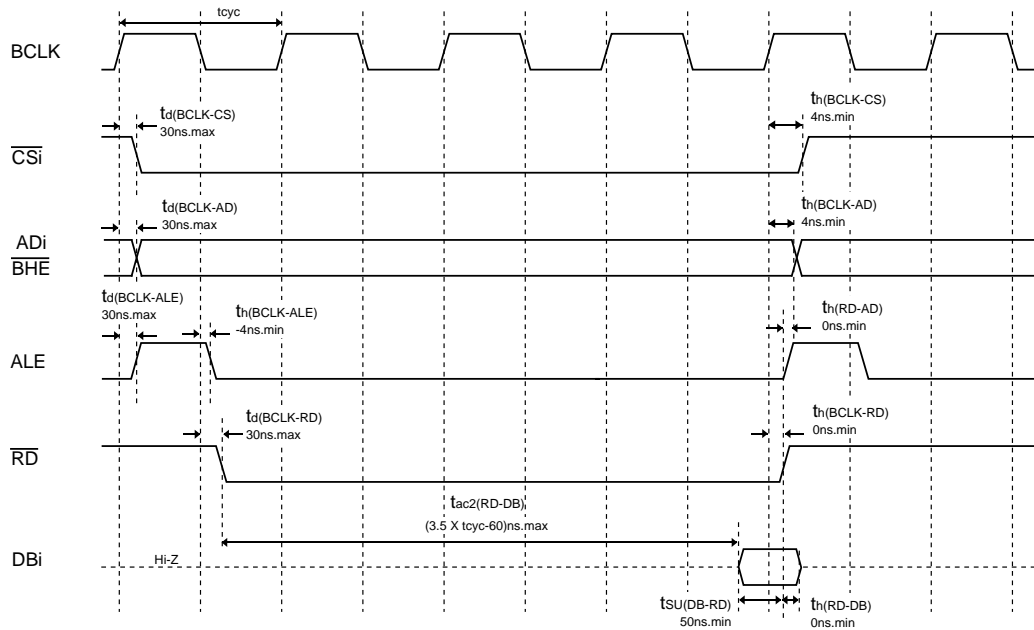 tcyc
BCLK
td(BCLK-CS)
30ns.max
th(BCLK-CS)
4ns.min
CSi
td(BCLK-AD)
30ns.max
th(BCLK-AD)
4ns.min
ADi
BHE
td(BCLK-ALE)
30ns.max
th(BCLK-ALE)
-4ns.min
th(RD-AD)
0ns.min
ALE
td(BCLK-RD)
30ns.max
th(BCLK-RD)
0ns.min
RD
tac2(RD-DB)
(3.5 X tcyc-60)ns.max
DBi
Hi-Z
tSU(DB-RD)
50ns.min
th(RD-DB)
0ns.min